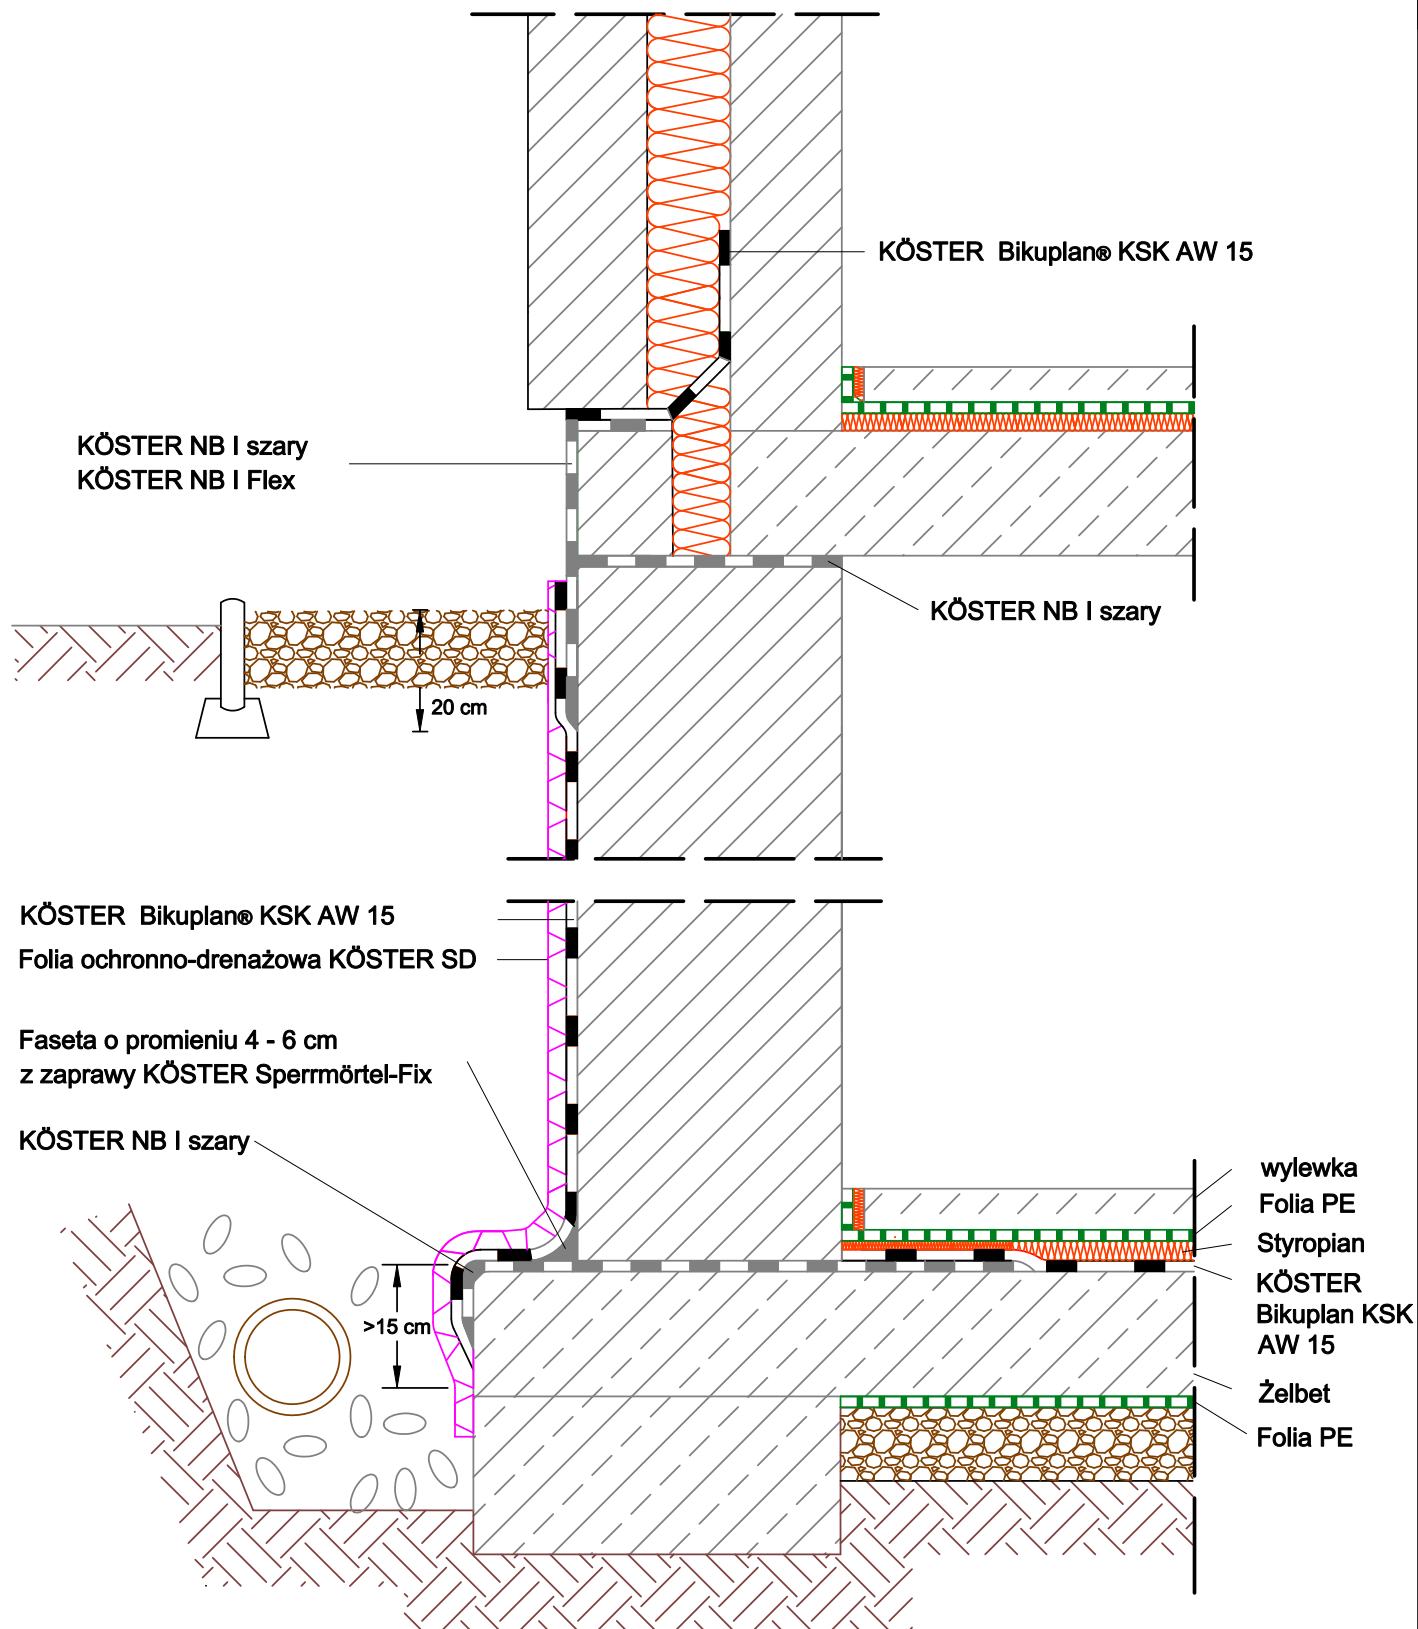 KÖSTER  Bikuplan® KSK AW 15
KÖSTER NB I szary
KÖSTER NB I Flex
KÖSTER NB I szary
20 cm
KÖSTER  Bikuplan® KSK AW 15
Folia ochronno-drenażowa KÖSTER SD
Faseta o promieniu 4 - 6 cm
z zaprawy KÖSTER Sperrmörtel-Fix
KÖSTER NB I szary
>15 cm
wylewka
Folia PE
Styropian
KÖSTER
Bikuplan KSK
AW 15
Żelbet
Folia PE